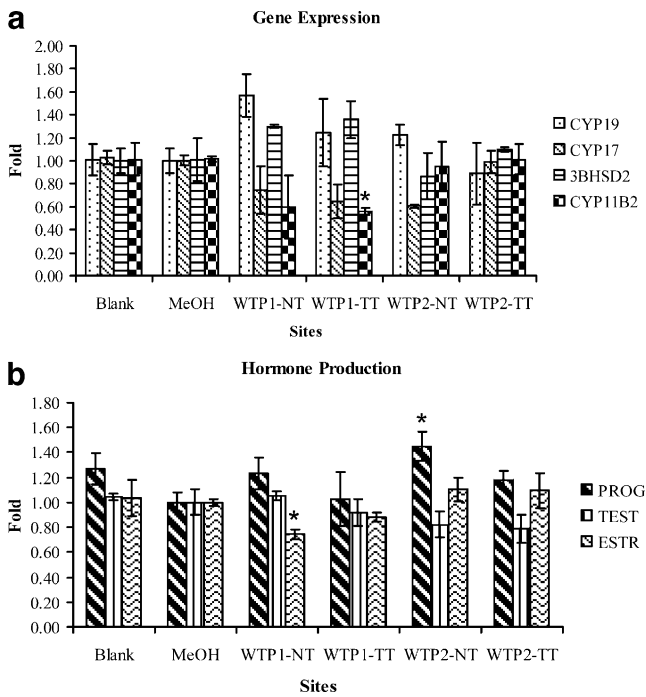 a
Gene Expression
2.00
1.80
1.60
1.40
1.20
1.00
0.80
0.60
0.40
0.20
0.00
Fold
*
CYP19
CYP17
3BHSD2
CYP11B2
Blank MeOH WTP1-NT WTP1-TT WTP2-NT WTP2-TT
Sites
b
Hormone Production
1.80
1.60
1.40
1.20
1.00
0.80
0.60
0.40
0.20
0.00
Fold
*
*
PROG
TEST
ESTR
Blank MeOH WTP1-NT WTP1-TT WTP2-NT WTP2-TT
Sites